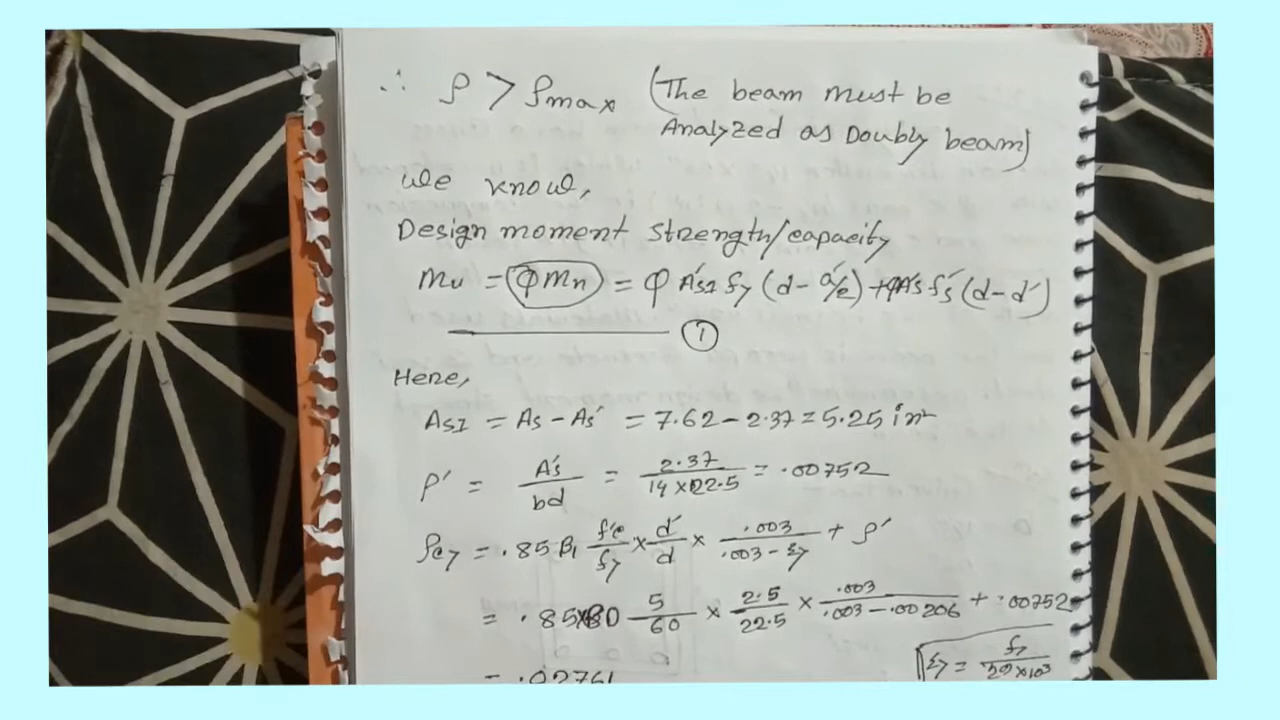 ∴ ρ > ρmax (The beam must be
Analyzed as Doubly beam)
we know,
Design moment strength/capacity
Mu = φMn = φ As1 fy (d - a/2) + φA's f's (d - d')
①
Here,
As1 = As - As' = 7.62 - 2.37 = 5.25 in²
ρ' = A's / bd = 2.37 / 14 × 22.5 = .00752
ρcy = .85 β1 f'c / fy × d' / d × .003 / .003 - εy + ρ'
= .85 × .80 5 / 60 × 2.5 / 22.5 × .003 / .003 - .00206 + .00752
εy = fy / 29 × 10³
= .02761